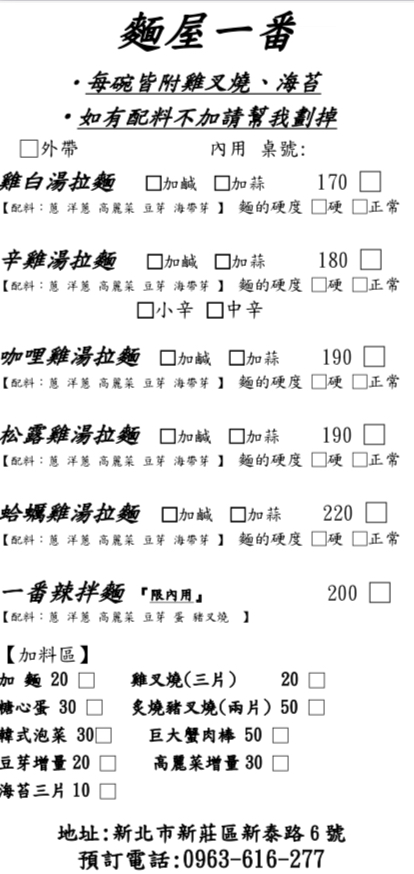 麵屋一番
・每碗皆附雞叉燒、海苔
・如有配料不加請幫我劃掉
□外帶 內用 桌號:
雞白湯拉麵 □加鹹 □加蒜 170 □
【配料：蔥 洋蔥 高麗菜 豆芽 海帶芽 】 麵的硬度 □硬 □正常
辛雞湯拉麵 □加鹹 □加蒜 180 □
【配料：蔥 洋蔥 高麗菜 豆芽 海帶芽 】 麵的硬度 □硬 □正常
□小辛 □中辛
咖哩雞湯拉麵 □加鹹 □加蒜 190 □
【配料：蔥 洋蔥 高麗菜 豆芽 海帶芽 】 麵的硬度 □硬 □正常
松露雞湯拉麵 □加鹹 □加蒜 190 □
【配料：蔥 洋蔥 高麗菜 豆芽 海帶芽 】 麵的硬度 □硬 □正常
蛤蠣雞湯拉麵 □加鹹 □加蒜 220 □
【配料：蔥 洋蔥 高麗菜 豆芽 海帶芽 】 麵的硬度 □硬 □正常
一番辣拌麵 『限內用』 200 □
【配料：蔥 洋蔥 高麗菜 豆芽 蛋 豬叉燒 】
【加料區】
加 麵 20 □ 雞叉燒(三片) 20 □
糖心蛋 30 □ 炙燒豬叉燒(兩片) 50 □
韓式泡菜 30□ 巨大蟹肉棒 50 □
豆芽增量 20 □ 高麗菜增量 30 □
海苔三片 10 □
地址:新北市新莊區新泰路 6 號
預訂電話:0963-616-277